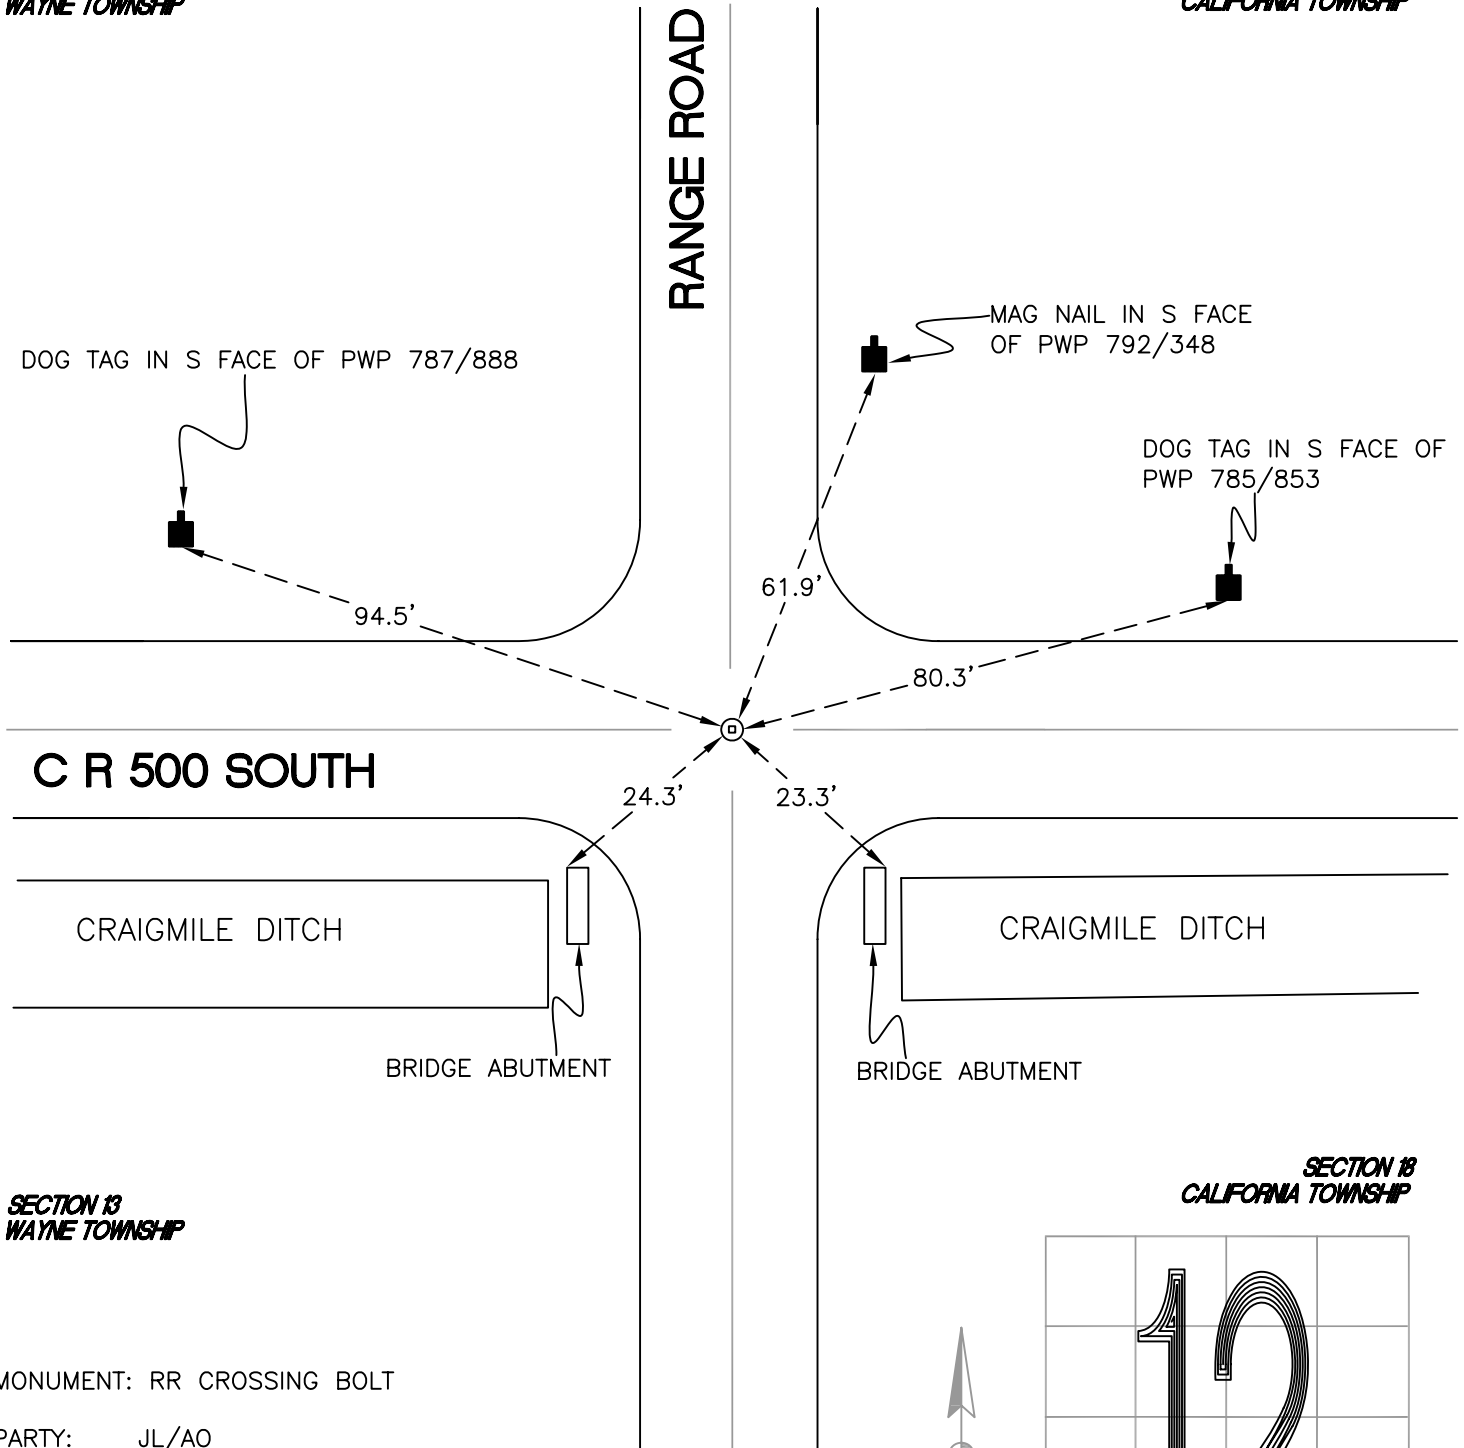 WAYNE TOWNSHIP
CALIFORNIA TOWNSHIP
RANGE ROAD
MAG NAIL IN S FACE
OF PWP 792/348
DOG TAG IN S FACE OF PWP 787/888
DOG TAG IN S FACE OF
PWP 785/853
61.9'
94.5'
80.3'
C R 500 SOUTH
24.3'
23.3'
CRAIGMILE DITCH
CRAIGMILE DITCH
BRIDGE ABUTMENT
BRIDGE ABUTMENT
SECTION 18
CALIFORNIA TOWNSHIP
SECTION 13
WAYNE TOWNSHIP
12
MONUMENT: RR CROSSING BOLT
PARTY: JL/AO